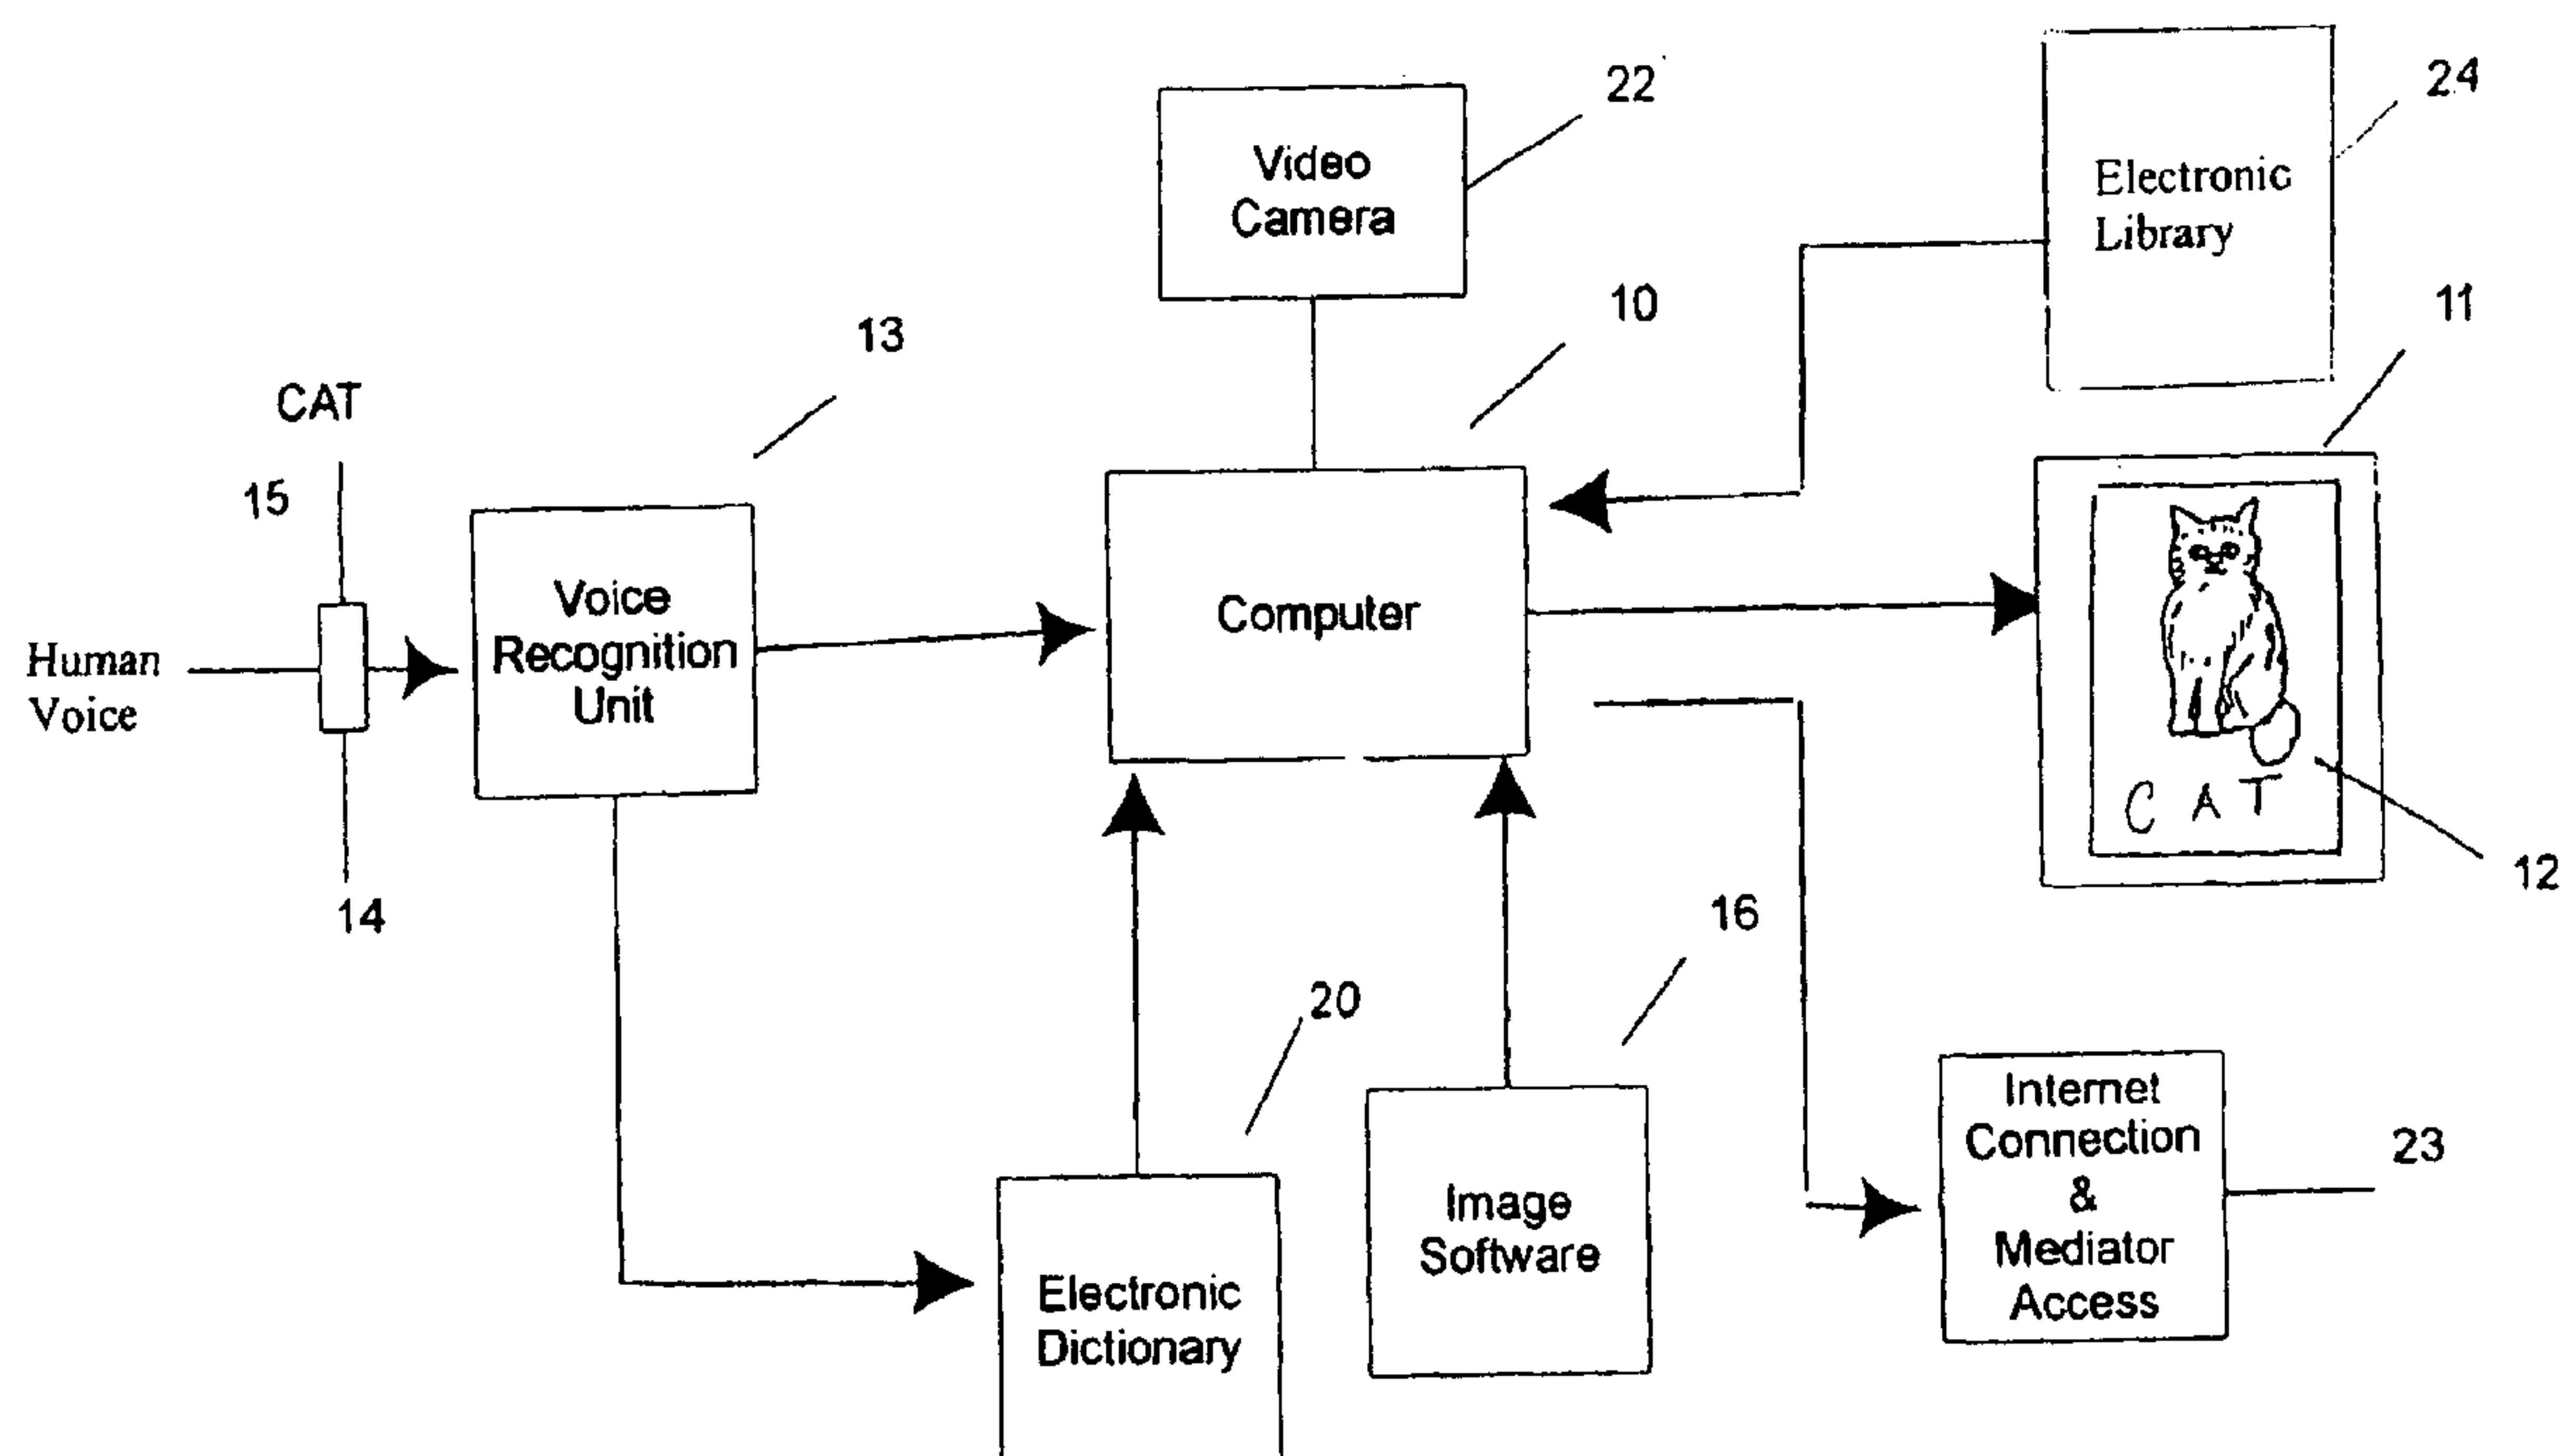 22
24
Video
Camera
Electronic
Library
10
11
13
CAT
15
Voice
Recognition
Unit
Computer
Human
Voice
C A T
12
14
16
20
Internet
Connection
&
Mediator
Access
23
Image
Software
Electronic
Dictionary